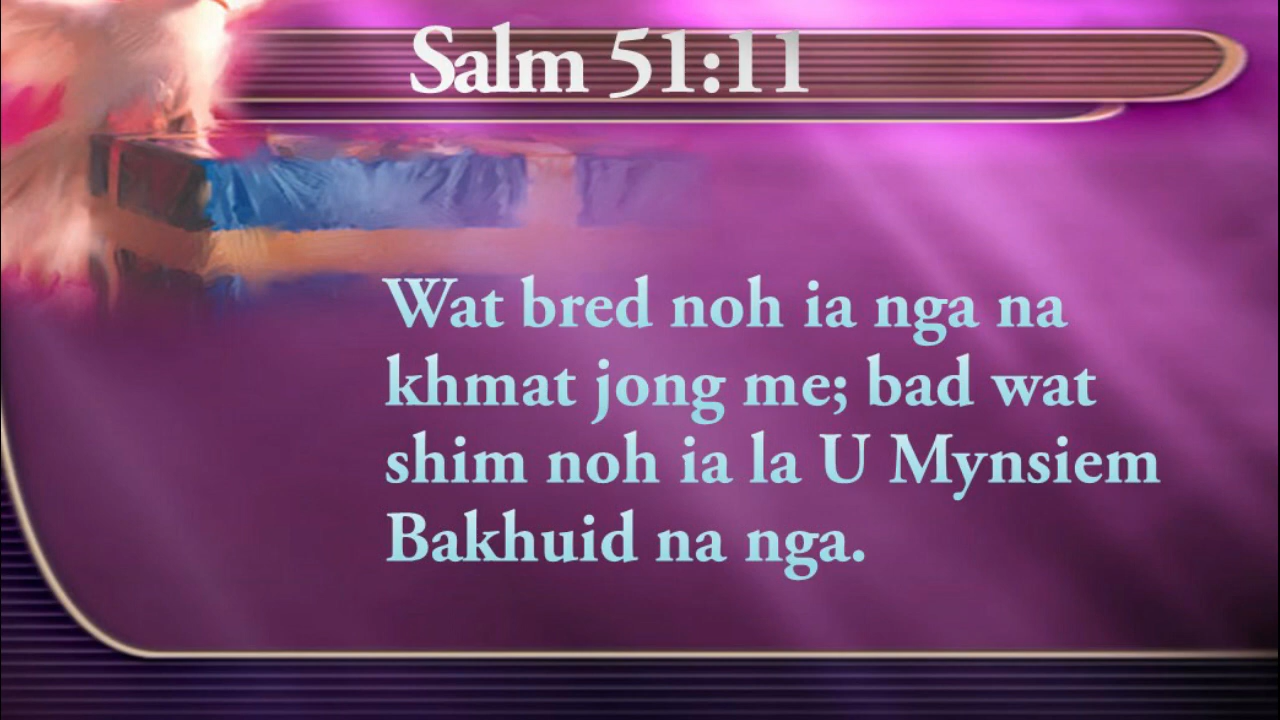 Salm 51:11
Wat bred noh ia nga na
khmat jong me; bad wat
shim noh ia la U Mynsiem
Bakhuid na nga.